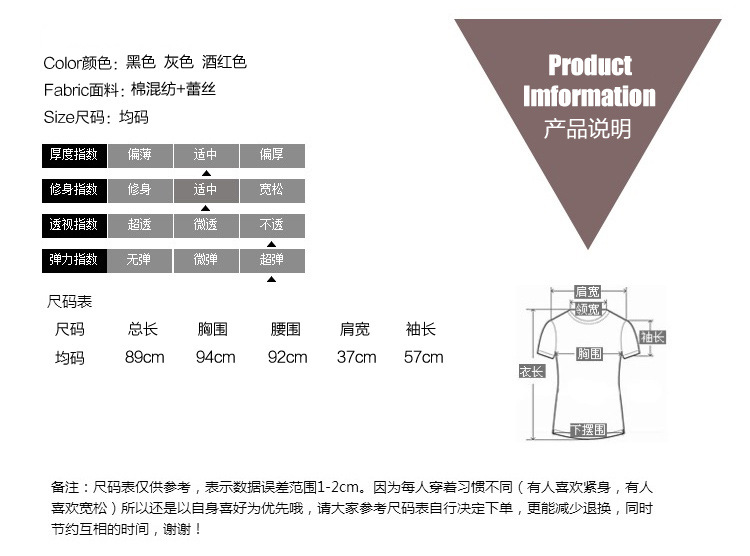 Color颜色：黑色 灰色 酒红色
Fabric面料：棉混纺+蕾丝
Size尺码：均码
Product
Imformation
产品说明
厚度指数 偏薄 适中 偏厚
修身指数 修身 适中 宽松
透视指数 超透 微透 不透
弹力指数 无弹 微弹 超弹
尺码表
尺码 总长 胸围 腰围 肩宽 袖长
均码 89cm 94cm 92cm 37cm 57cm
肩宽
领宽
袖长
胸围
衣长
下摆围
备注：尺码表仅供参考，表示数据误差范围1-2cm。因为每人穿着习惯不同（有人喜欢紧身，有人
喜欢宽松）所以还是以自身喜好为优先哦，请大家参考尺码表自行决定下单，更能减少退换，同时
节约互相的时间，谢谢！